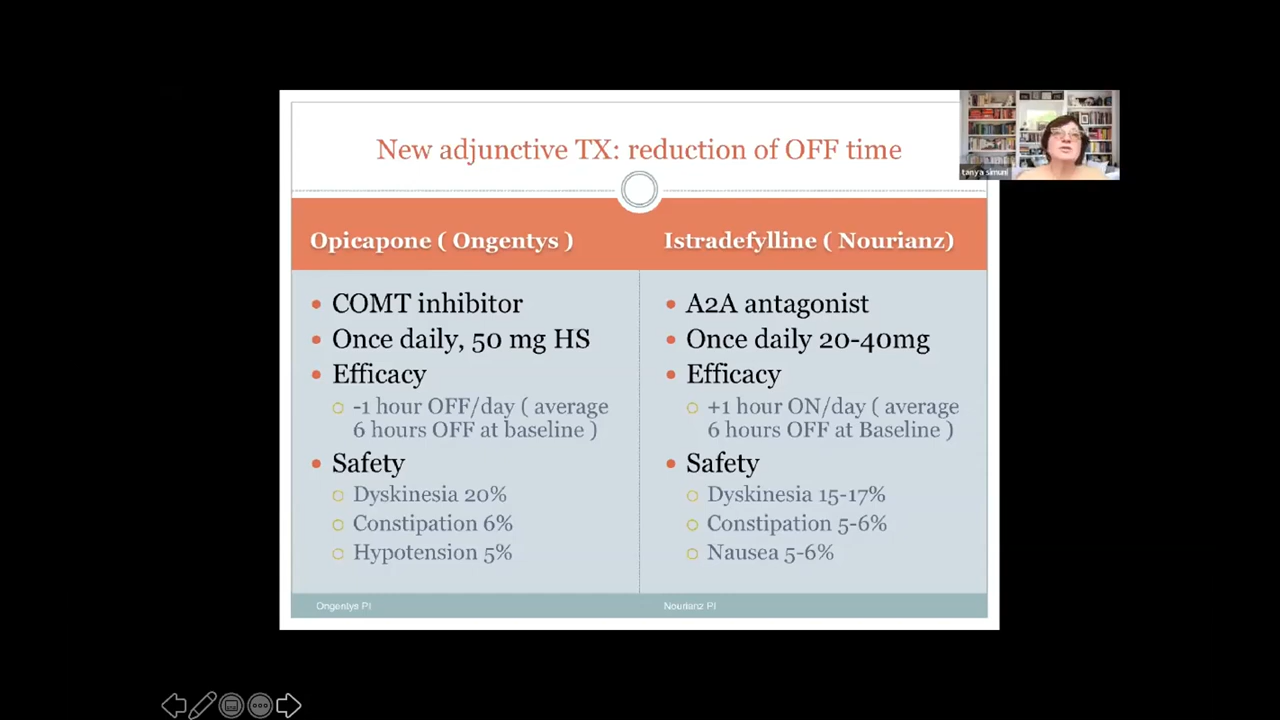 New adjunctive TX: reduction of OFF time
tanya simuni
Opicapone ( Ongentys )
• COMT inhibitor
• Once daily, 50 mg HS
• Efficacy
-1 hour OFF/day ( average
6 hours OFF at baseline )
• Safety
Dyskinesia 20%
Constipation 6%
Hypotension 5%
Ongentys PI
Istradefylline ( Nourianz)
• A2A antagonist
• Once daily 20-40mg
• Efficacy
+1 hour ON/day ( average
6 hours OFF at Baseline )
• Safety
Dyskinesia 15-17%
Constipation 5-6%
Nausea 5-6%
Nourianz PI